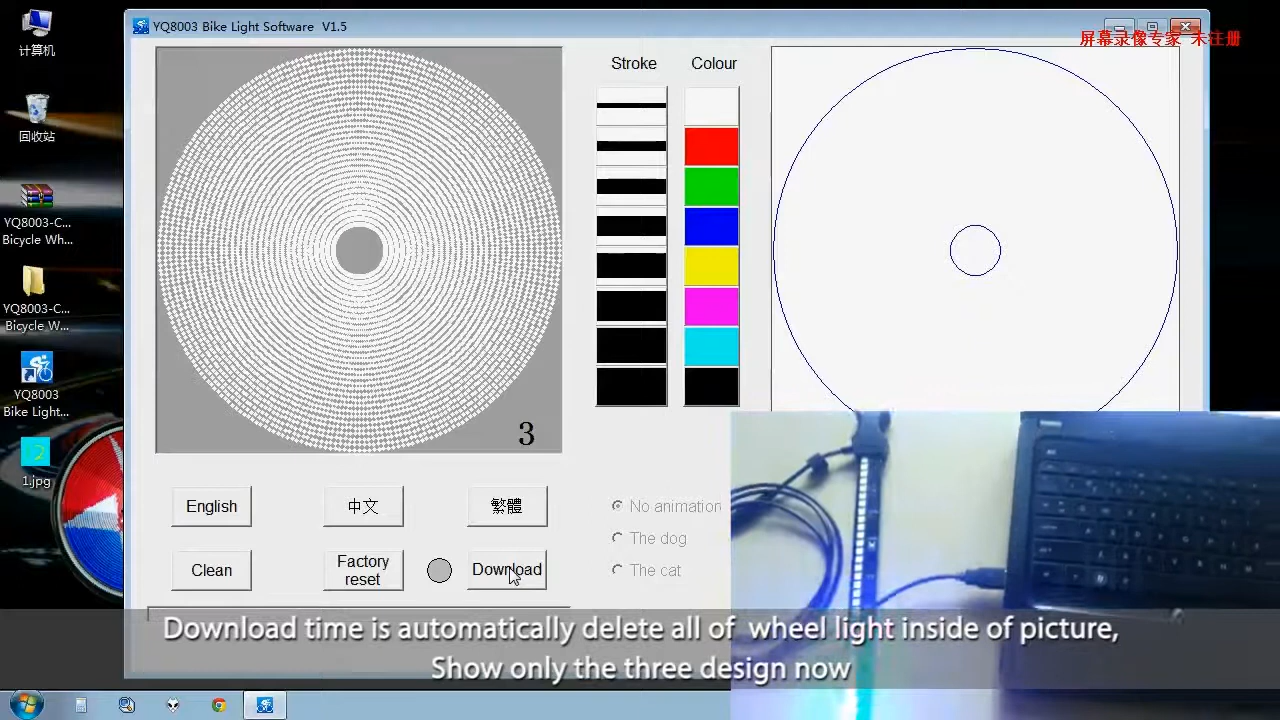 计算机
回收站
YQ8003-C...
Bicycle Wh...
YQ8003-C...
Bicycle W...
YQ8003
Bike Light...
2
1.jpg
YQ8003 Bike Light Software V1.5
屏幕录像专家 未注册
Stroke
Colour
3
English
中文
繁體
Clean
Factory
reset
Download
No animation
The dog
The cat
Download time is automatically delete all of wheel light inside of picture,
Show only the three design now